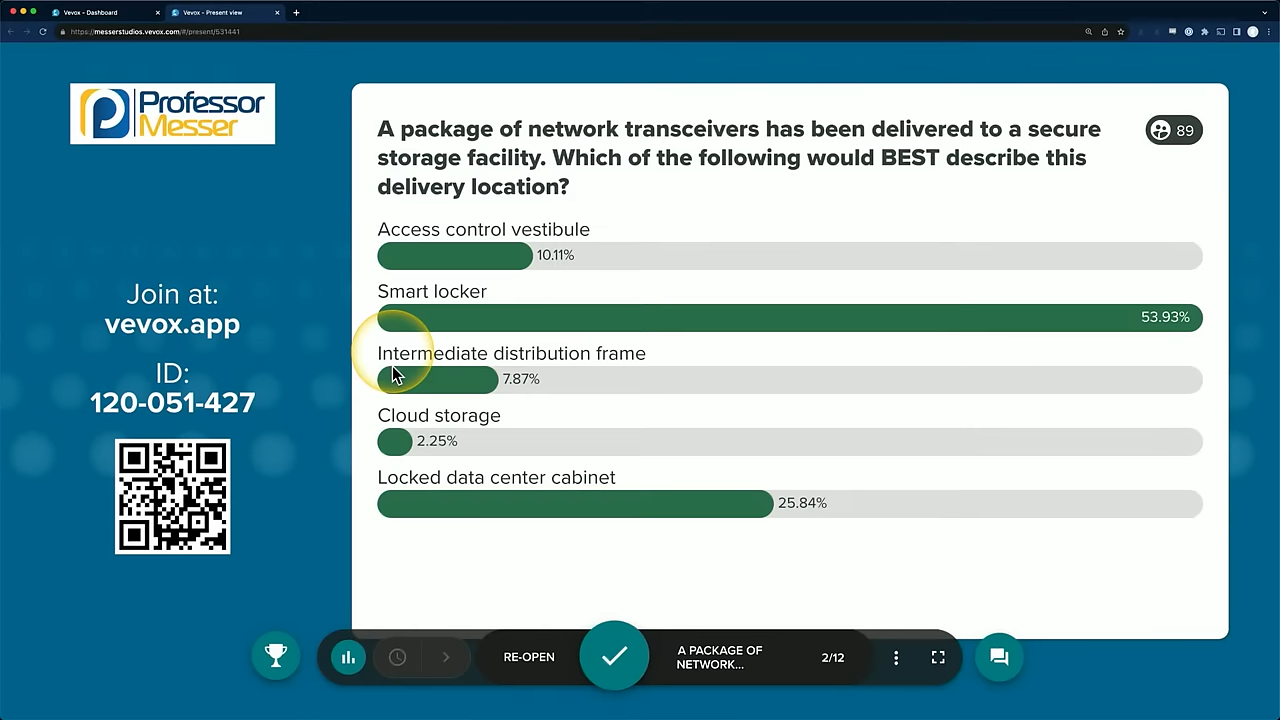 Vevox - Dashboard
Vevox - Present view
https://messerstudios.vevox.com/#/present/531441
Professor
Messer
Join at:
vevox.app
ID:
120-051-427
A package of network transceivers has been delivered to a secure
storage facility. Which of the following would BEST describe this
delivery location?
89
Access control vestibule
10.11%
Smart locker
53.93%
Intermediate distribution frame
7.87%
Cloud storage
2.25%
Locked data center cabinet
25.84%
RE-OPEN
A PACKAGE OF
NETWORK...
2/12